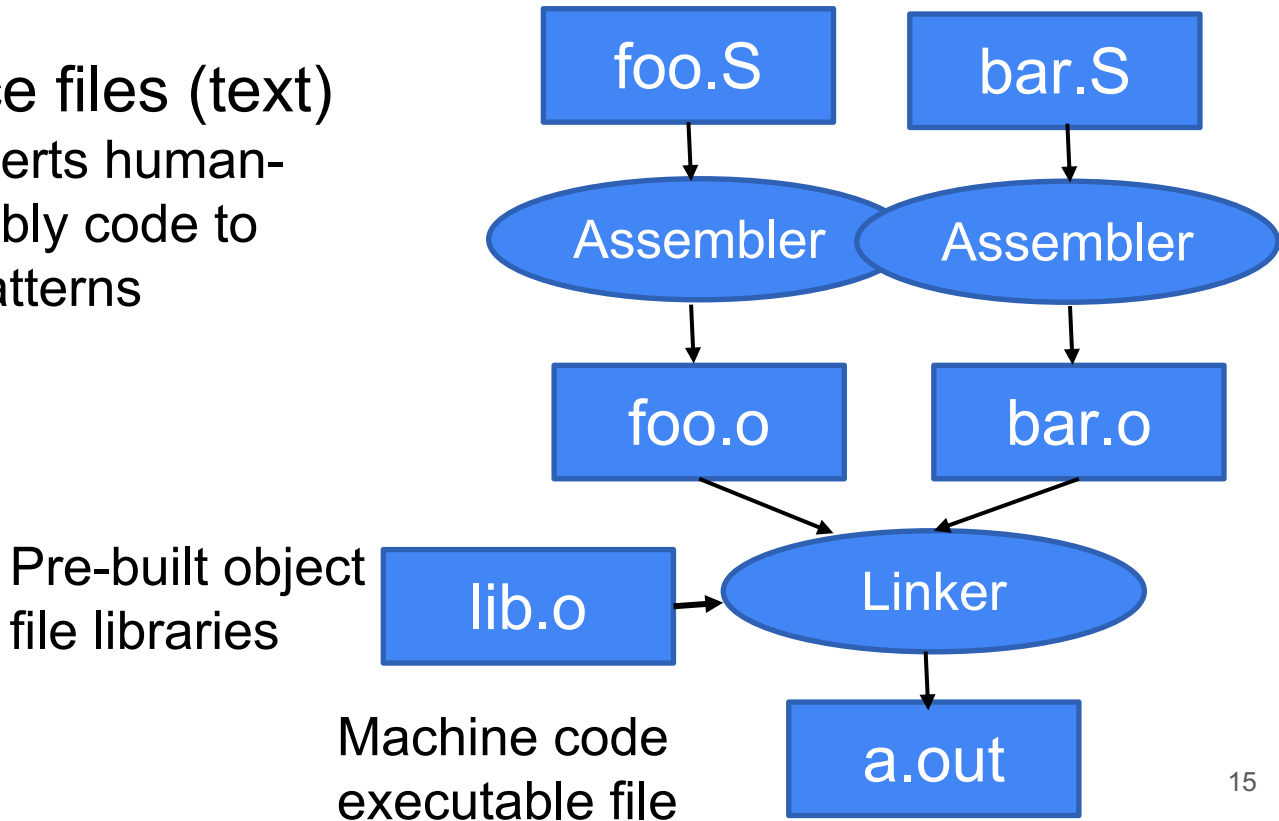 ce files (text)
erts human-
bly code to
atterns
foo.S
bar.S
Assembler
Assembler
foo.o
bar.o
Pre-built object
file libraries
lib.o
Linker
Machine code
executable file
a.out
15